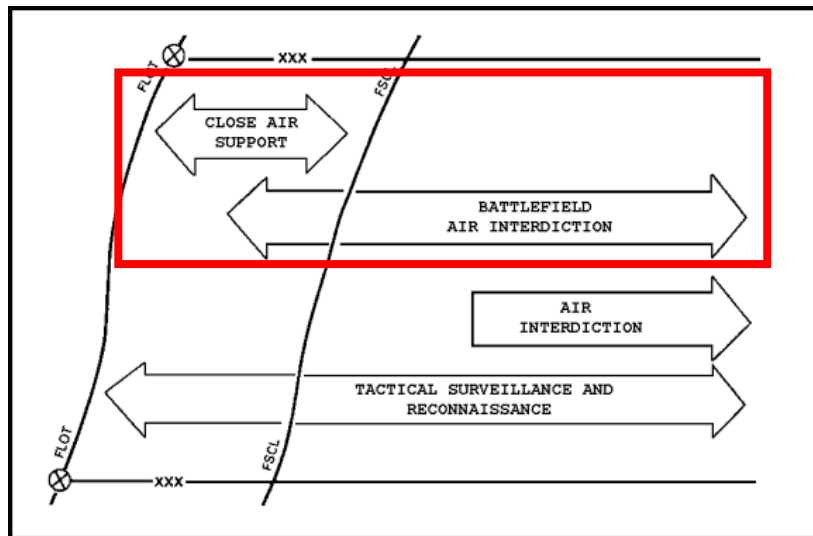 FLOT
XXX
FSCL
CLOSE AIR
SUPPORT
BATTLEFIELD
AIR INTERDICTION
AIR
INTERDICTION
TACTICAL SURVEILLANCE AND
RECONNAISSANCE
FLOT
FSCL
XXX